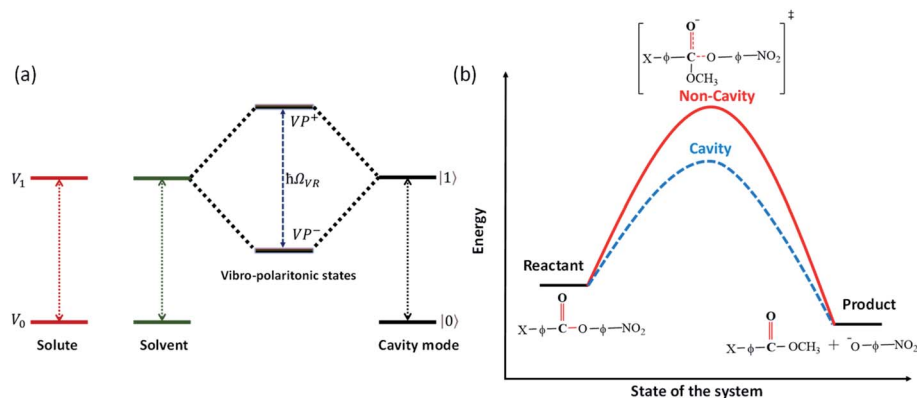 (a)
V₁
V₀
Solute
Solvent
VP⁺
ℏΩ_VR
VP⁻
Vibro-polaritonic states
|1⟩
|0⟩
Cavity mode
(b)
Energy
State of the system
Reactant
O
X-ϕ-C-O-ϕ-NO₂
‡
O⁻
X-ϕ-C--O-ϕ-NO₂
OCH₃
Non-Cavity
Cavity
Product
O
X-ϕ-C-OCH₃ + ⁻O-ϕ-NO₂